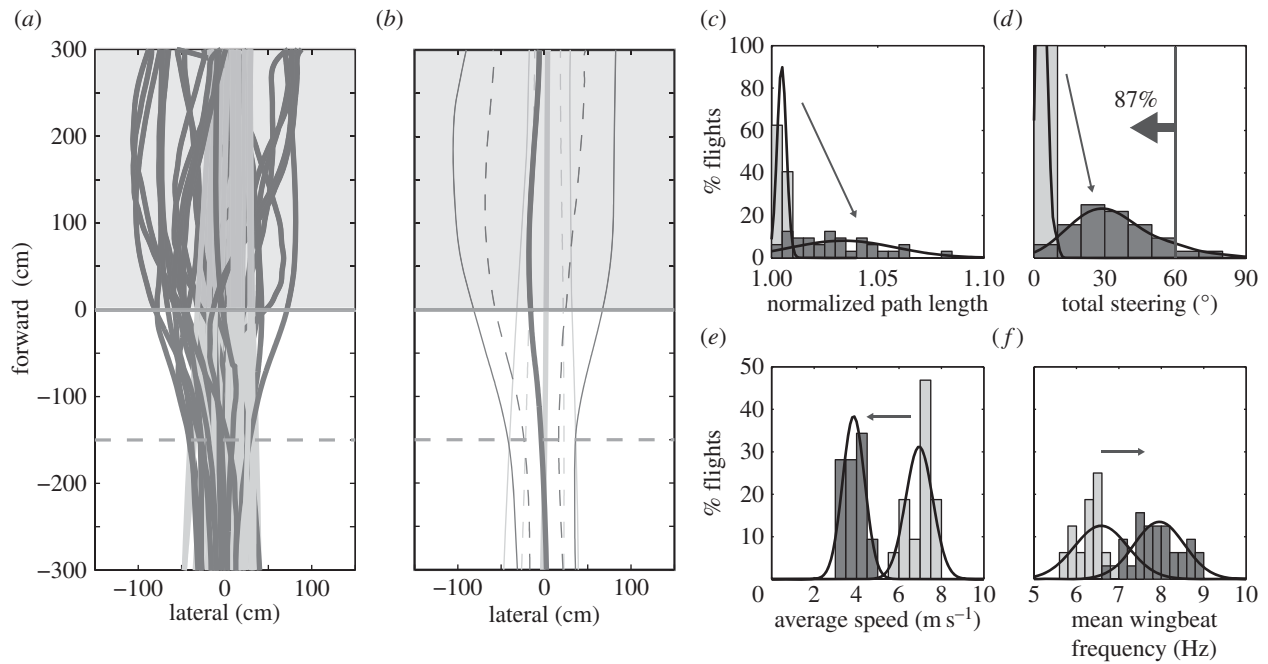 (a)
(b)
(c)
(d)
300
200
100
0
−100
−200
−300
forward (cm)
−100 0 100
lateral (cm)
−100 0 100
lateral (cm)
100
80
60
40
20
0
% flights
1.00 1.05 1.10
normalized path length
87%
0 30 60 90
total steering (°)
(e)
(f)
50
40
30
20
10
0
% flights
2 4 6 8 10
average speed (m s−1)
5 6 7 8 9 10
mean wingbeat
frequency (Hz)